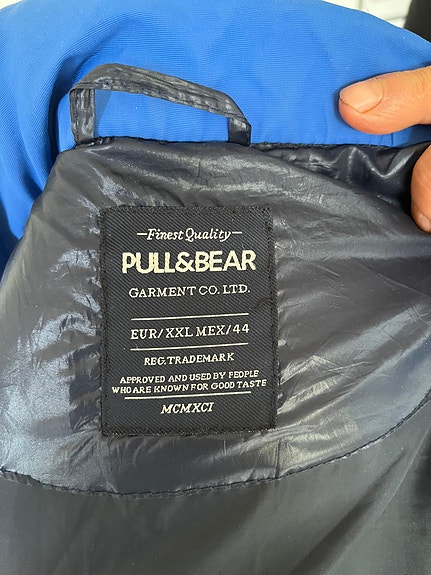 —Finest Quality—
PULL&BEAR
GARMENT CO. LTD.
EUR/XXL MEX/44
REG.TRADEMARK
APPROVED AND USED BY PEOPLE
WHO ARE KNOWN FOR GOOD TASTE
MCMXCI